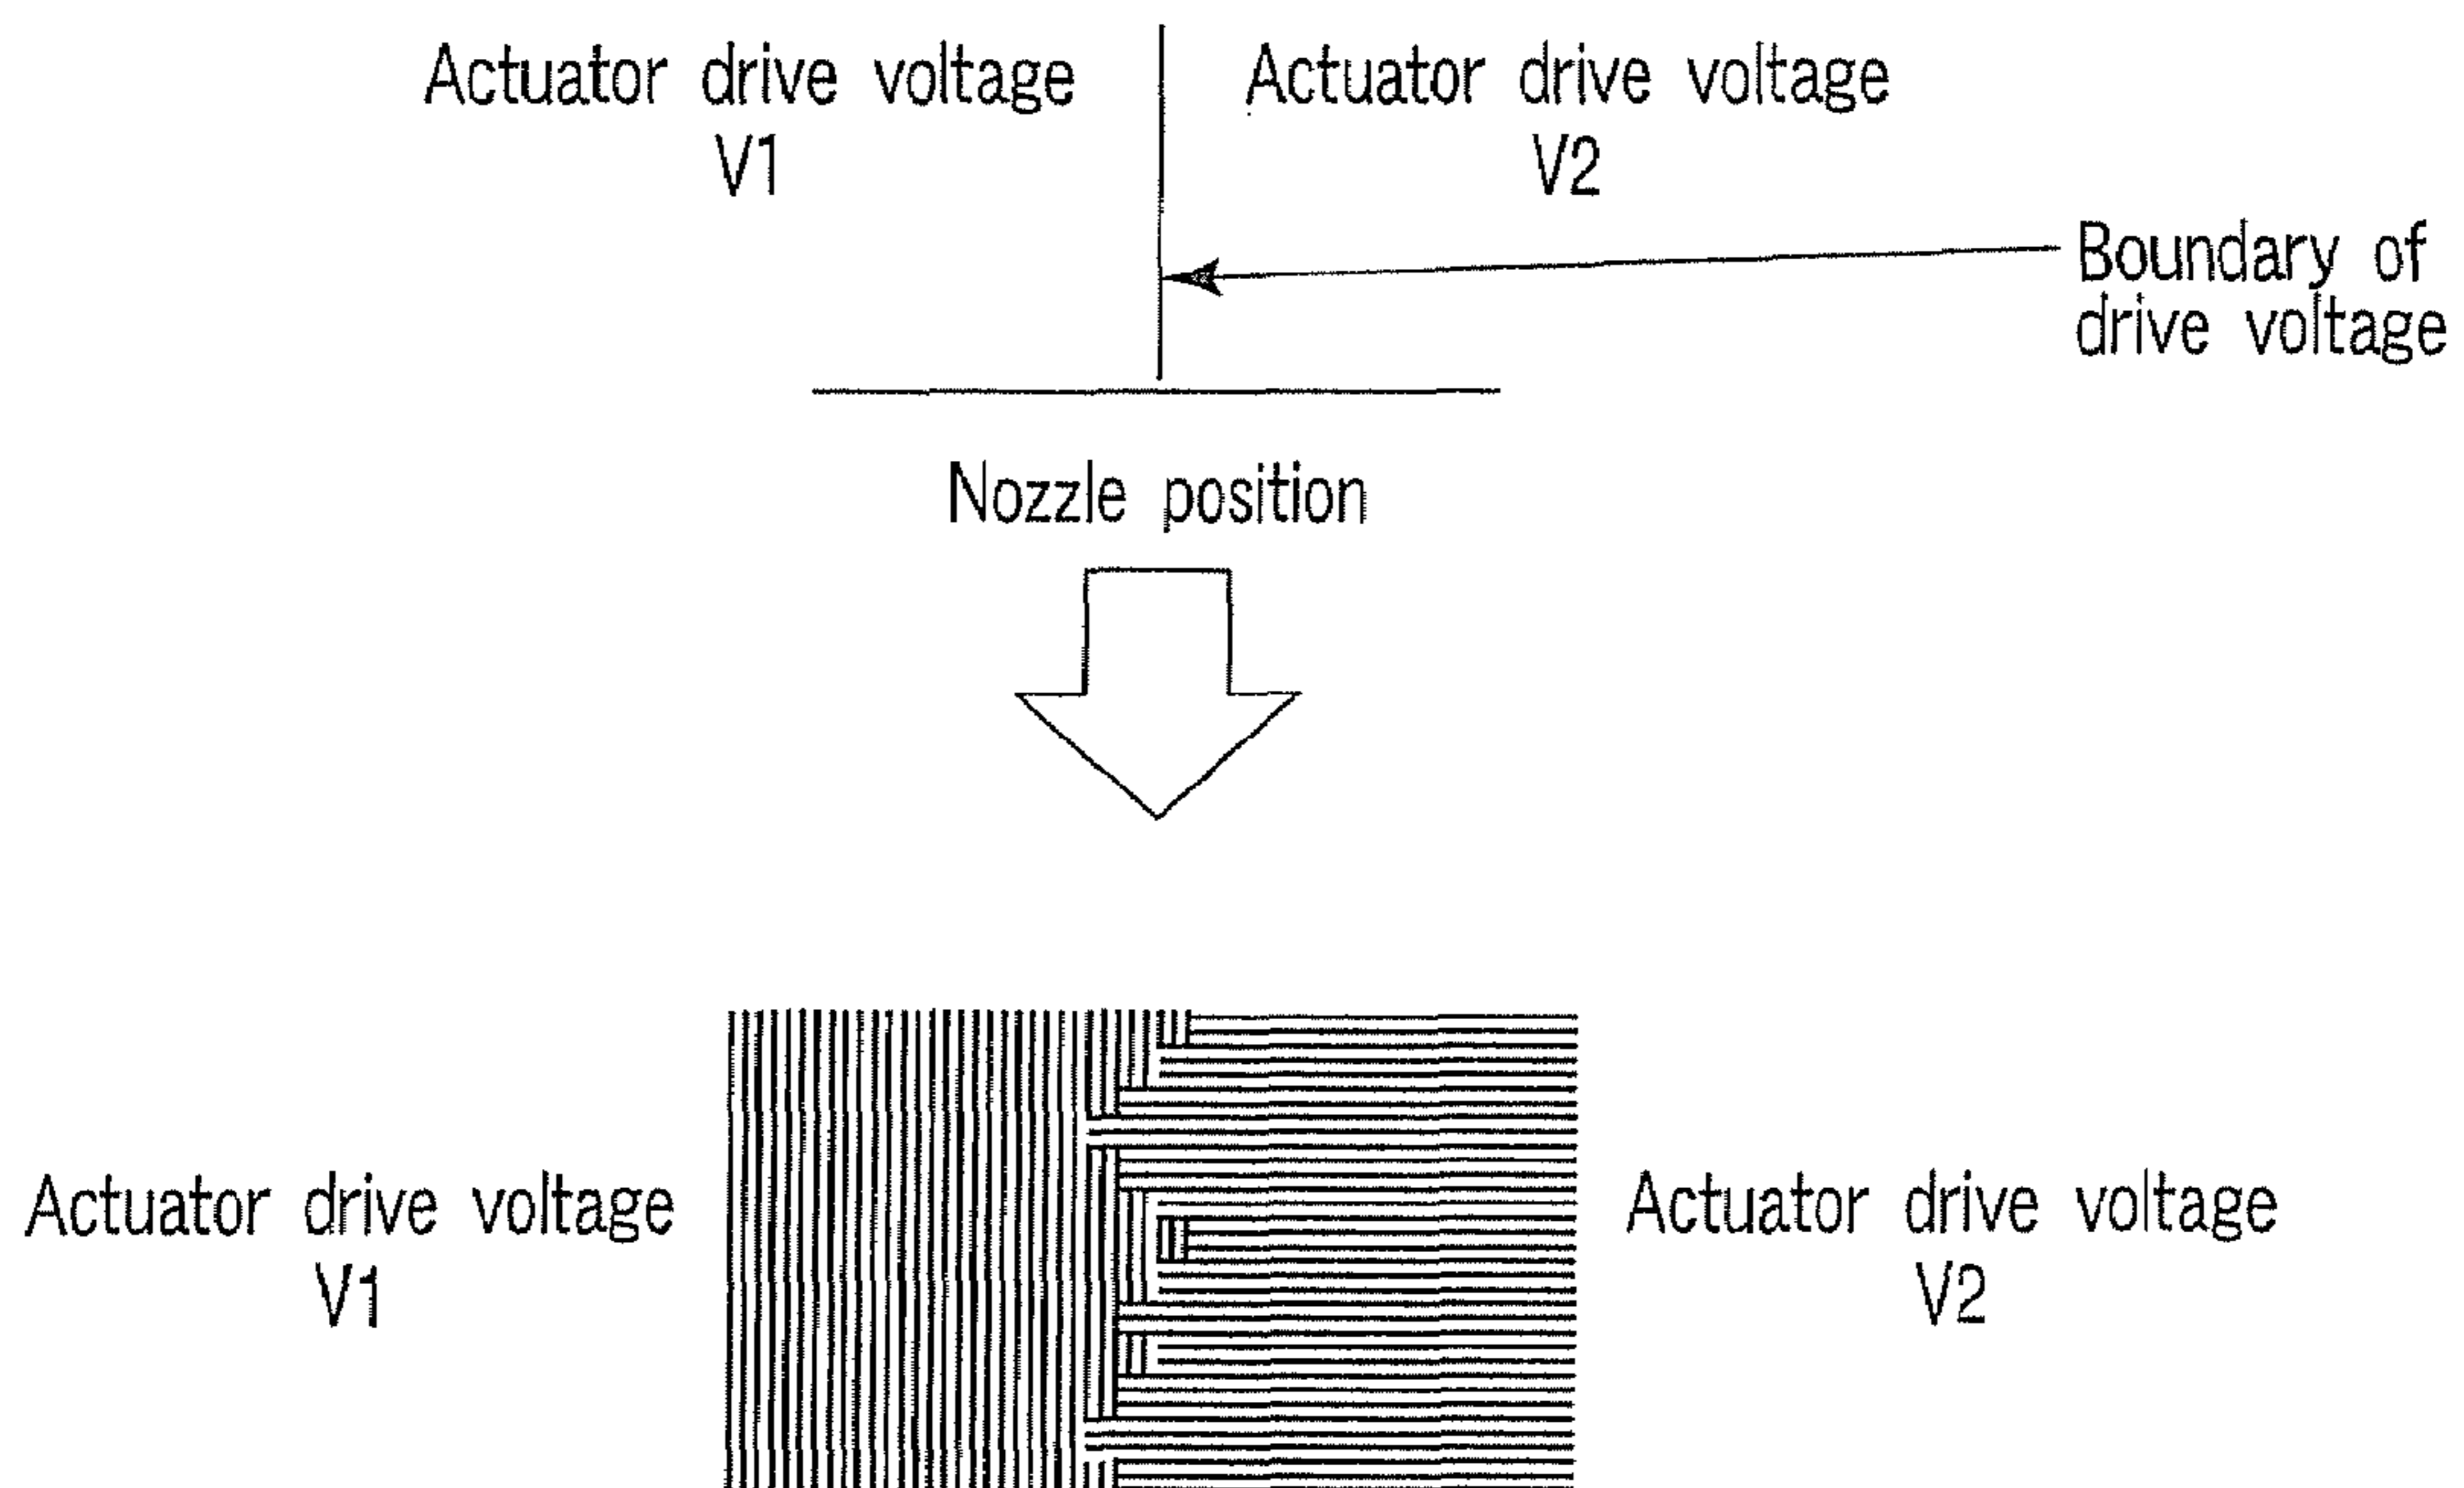 Actuator drive voltage
V1
Actuator drive voltage
V2
Boundary of
drive voltage
Nozzle position
Actuator drive voltage
V1
Actuator drive voltage
V2